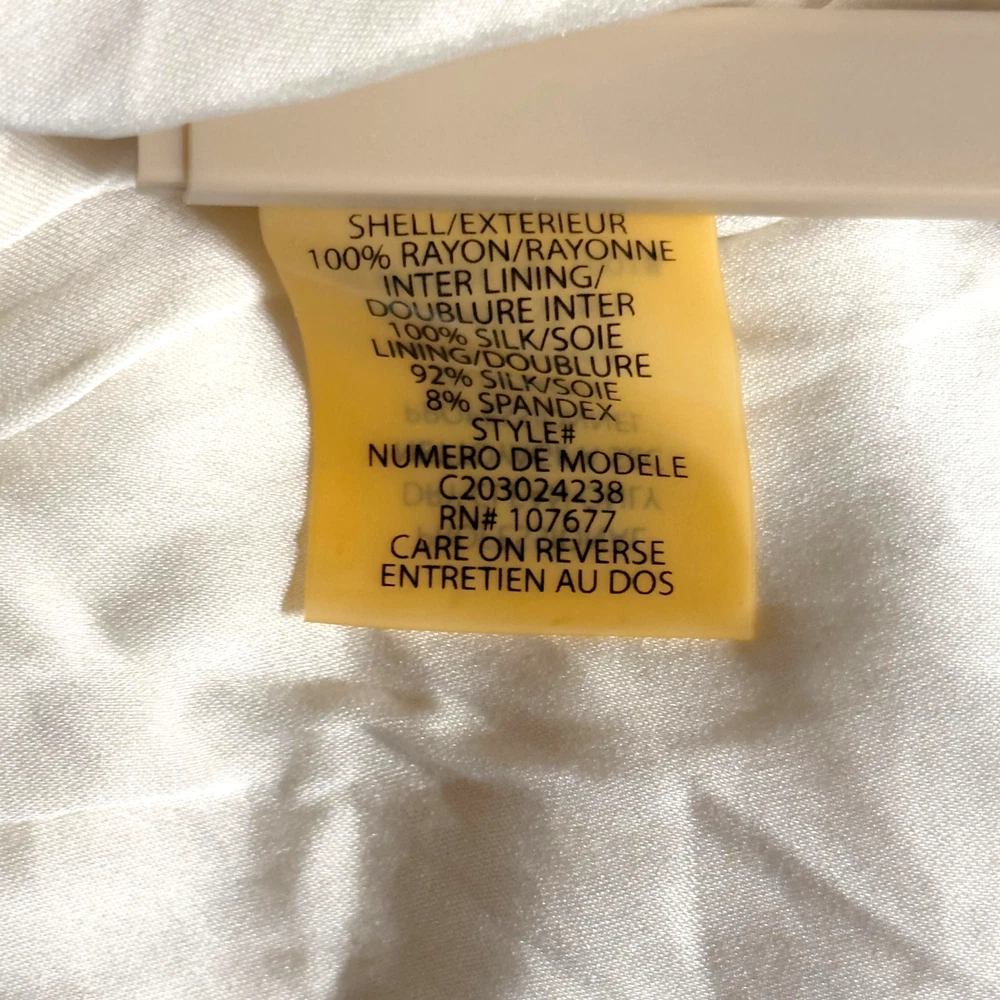 SHELL/EXTERIEUR
100% RAYON/RAYONNE
INTER LINING/
DOUBLURE INTER
100% SILK/SOIE
LINING/DOUBLURE
92% SILK/SOIE
8% SPANDEX
STYLE#
NUMERO DE MODELE
C203024238
RN# 107677
CARE ON REVERSE
ENTRETIEN AU DOS